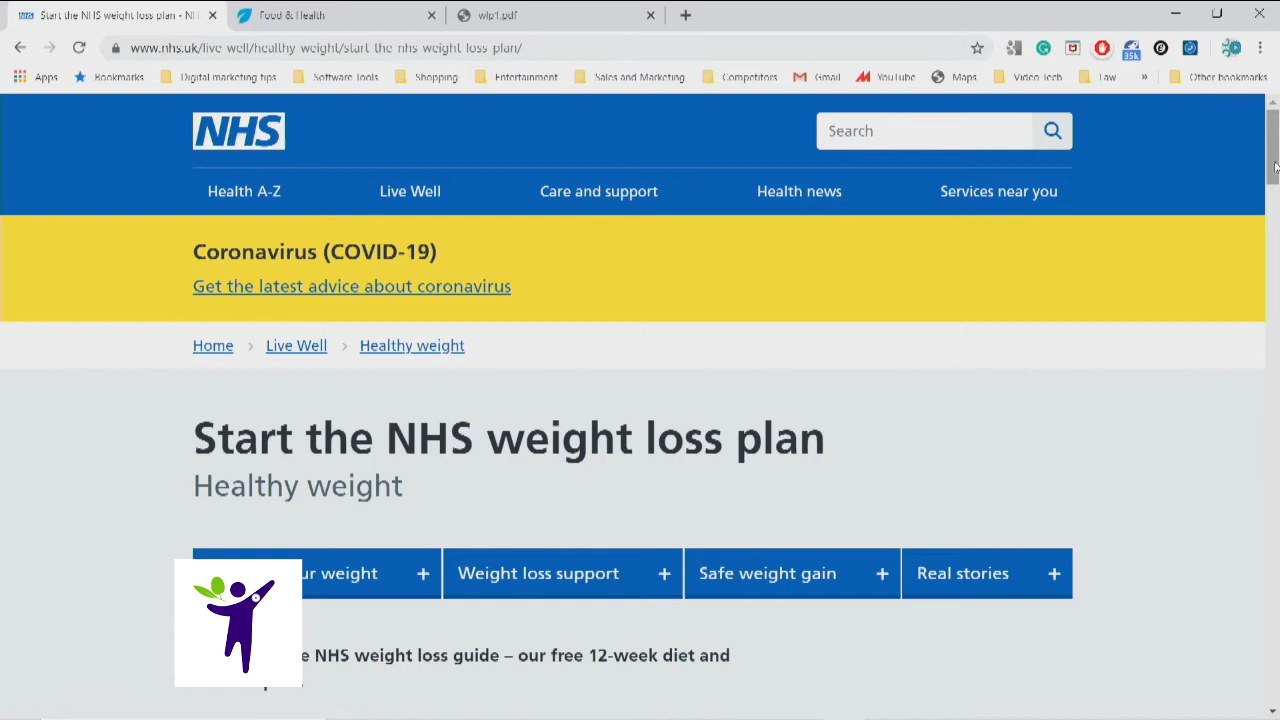 Start the NHS weight loss plan - NH
Food & Health
wlp1.pdf
www.nhs.uk/live-well/healthy-weight/start-the-nhs-weight-loss-plan/
35k
Apps Bookmarks Digital marketing tips Software Tools Shopping Entertainment Sales and Marketing Competitors Gmail YouTube Maps Video Tech Law » Other bookmarks
NHS
Search
Health A-Z Live Well Care and support Health news Services near you
Coronavirus (COVID-19)
Get the latest advice about coronavirus
Home > Live Well > Healthy weight
Start the NHS weight loss plan
Healthy weight
ur weight + Weight loss support + Safe weight gain + Real stories +
NHS weight loss guide – our free 12-week diet and